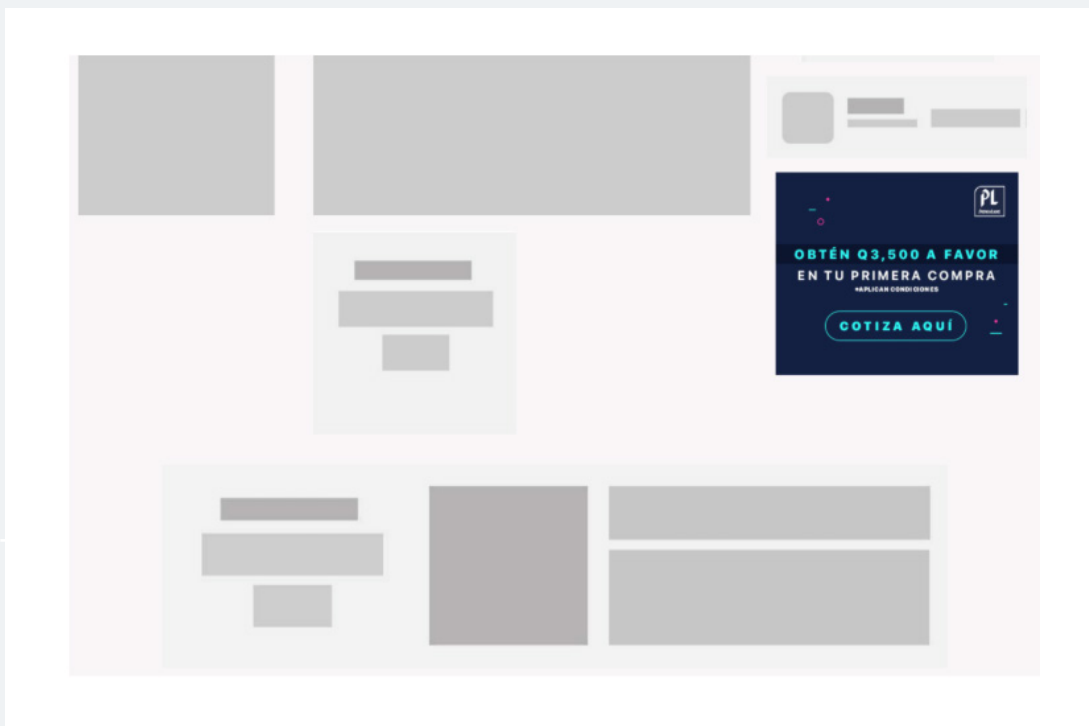 PL
OBTÉN Q3,500 A FAVOR
EN TU PRIMERA COMPRA
*APLICAN CONDICIONES
COTIZA AQUÍ